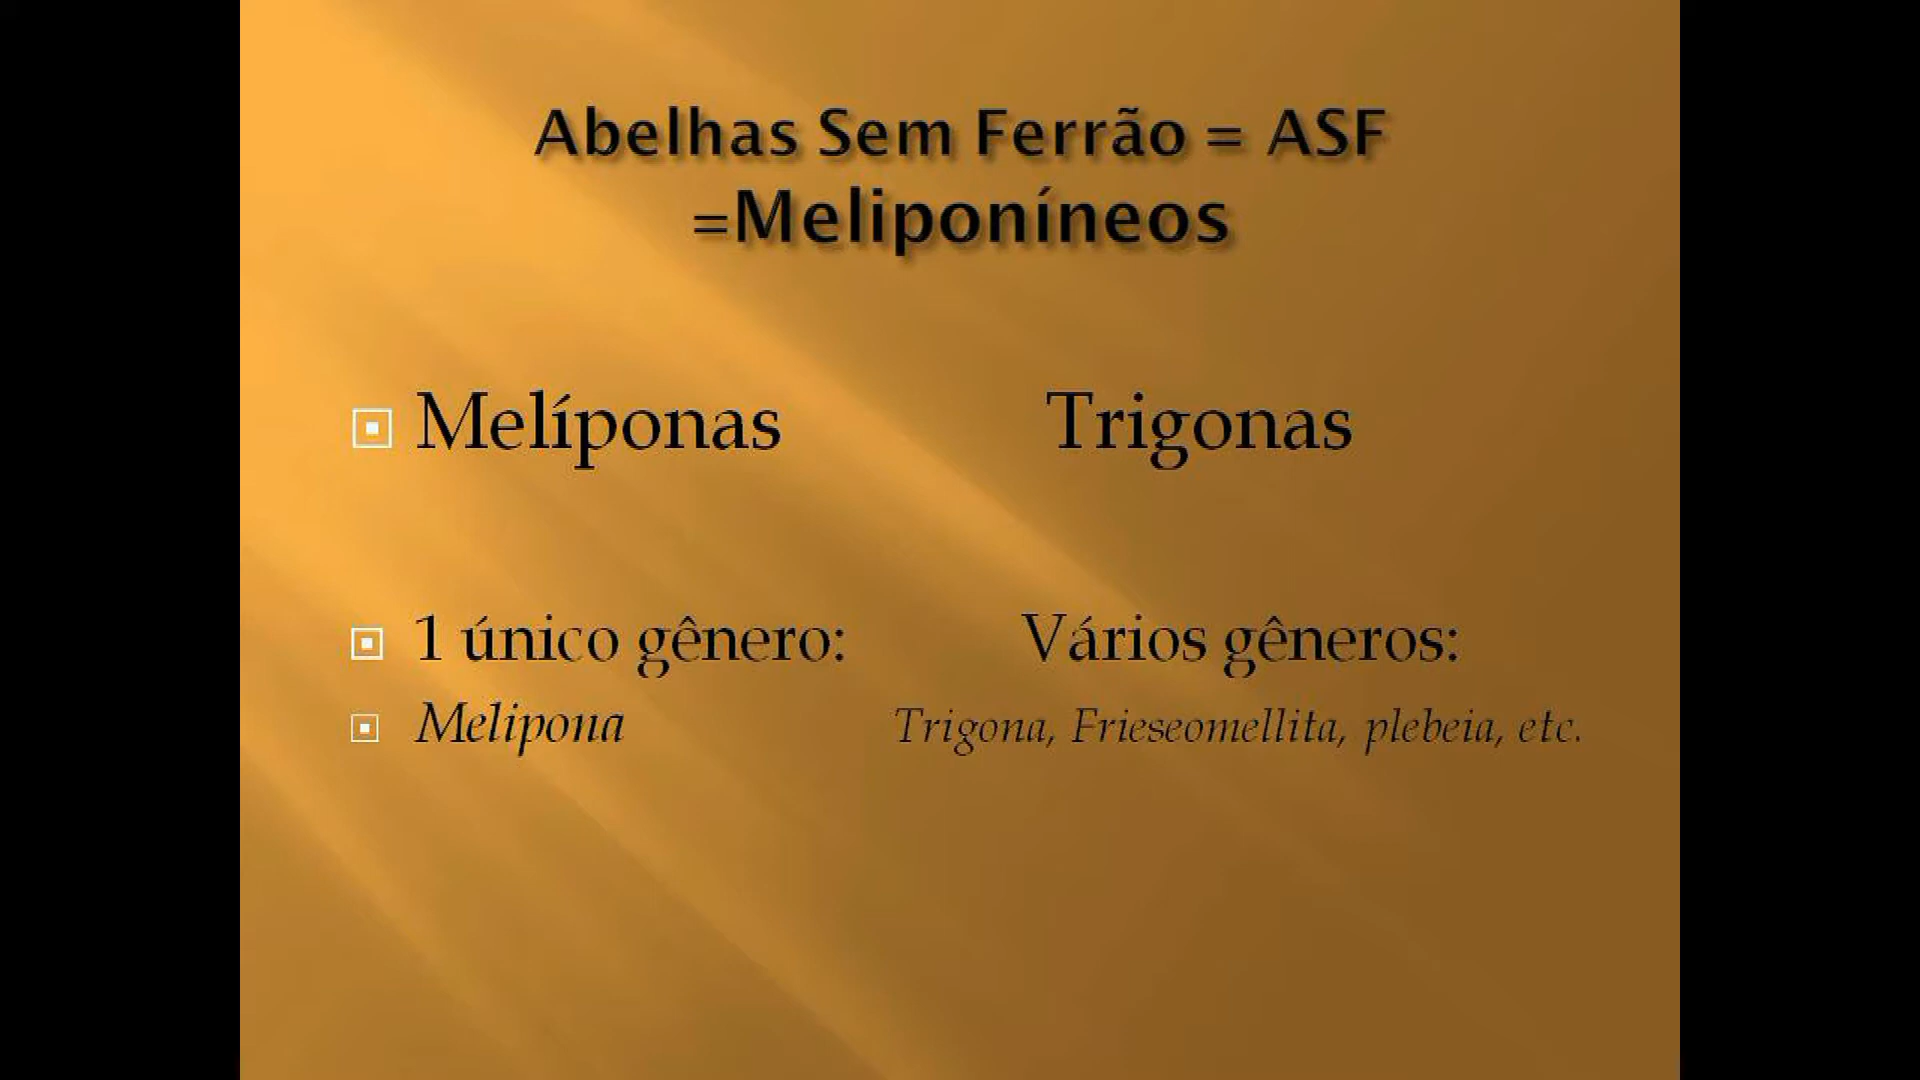 Abelhas Sem Ferrão = ASF
=Meliponíneos
Melíponas Trigonas
1 único gênero: Vários gêneros:
Melipona Trigona, Frieseomellita, plebeia, etc.